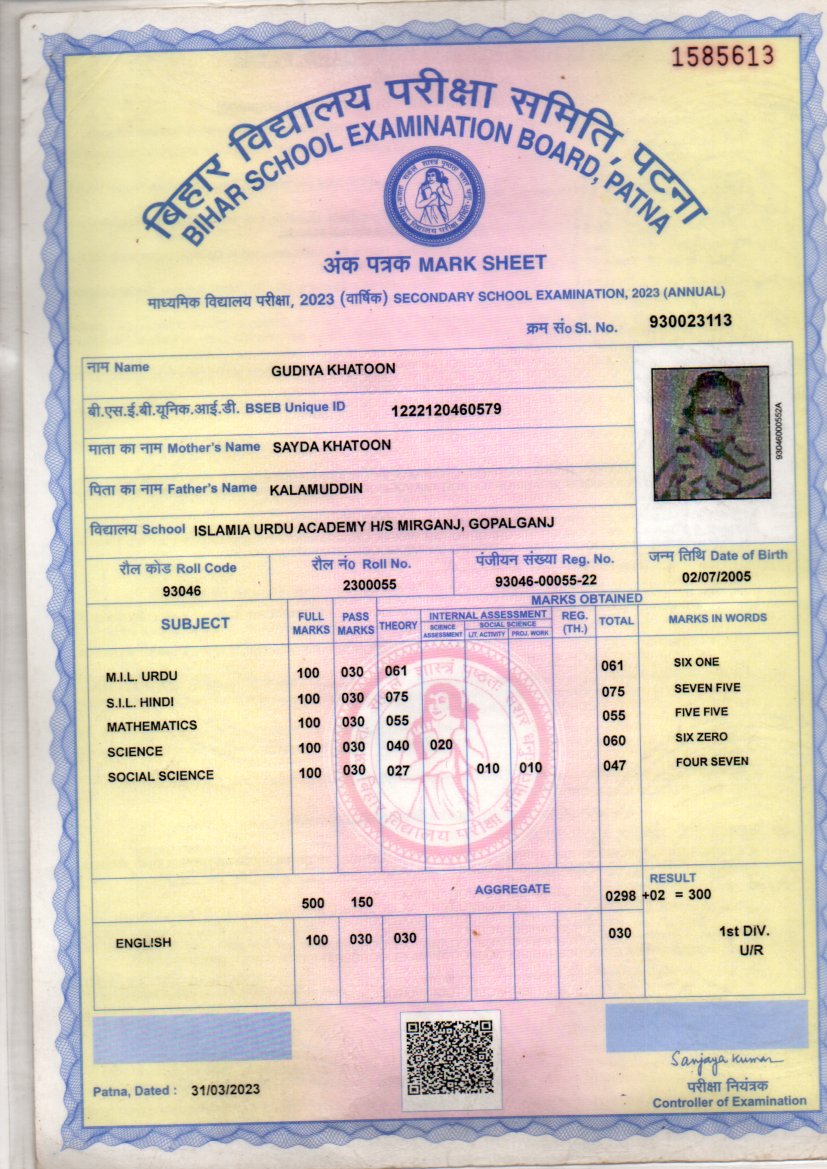 1585613
बिहार विद्यालय परीक्षा समिति, पटना
BIHAR SCHOOL EXAMINATION BOARD, PATNA
अंक पत्रक MARK SHEET
माध्यमिक विद्यालय परीक्षा, 2023 (वार्षिक) SECONDARY SCHOOL EXAMINATION, 2023 (ANNUAL)
क्रम सं० Sl. No. 930023113
नाम Name GUDIYA KHATOON
बी.एस.ई.बी.यूनिक.आई.डी. BSEB Unique ID 1222120460579
माता का नाम Mother's Name SAYDA KHATOON
पिता का नाम Father's Name KALAMUDDIN
विद्यालय School ISLAMIA URDU ACADEMY H/S MIRGANJ, GOPALGANJ
93046000552A
रौल कोड Roll Code रौल नं० Roll No. पंजीयन संख्या Reg. No. जन्म तिथि Date of Birth
93046 2300055 93046-00055-22 02/07/2005
MARKS OBTAINED
SUBJECT FULL MARKS PASS MARKS THEORY INTERNAL ASSESSMENT SCIENCE ASSESSMENT SOCIAL SCIENCE LIT. ACTIVITY PROJ. WORK REG. (TH.) TOTAL MARKS IN WORDS
M.I.L. URDU 100 030 061 061 SIX ONE
S.I.L. HINDI 100 030 075 075 SEVEN FIVE
MATHEMATICS 100 030 055 055 FIVE FIVE
SCIENCE 100 030 040 020 060 SIX ZERO
SOCIAL SCIENCE 100 030 027 010 010 047 FOUR SEVEN
बिहार विद्यालय परीक्षा समिति
AGGREGATE RESULT
500 150 0298 +02 = 300
ENGLISH 100 030 030 030 1st DIV.
U/R
Sanjaya Kumar
Patna, Dated : 31/03/2023
परीक्षा नियंत्रक
Controller of Examination